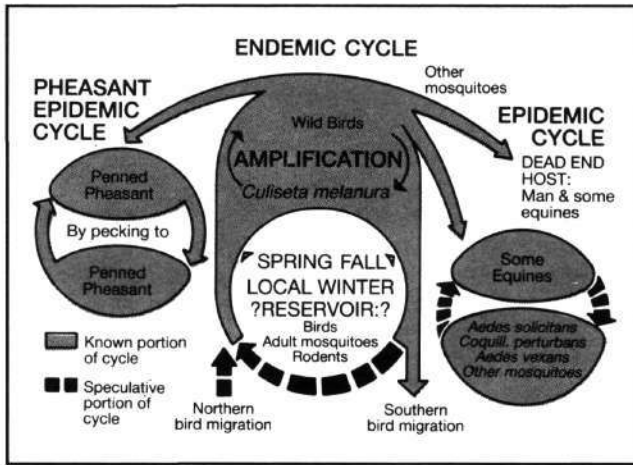 ENDEMIC CYCLE
PHEASANT
EPIDEMIC
CYCLE
Other
mosquitoes
EPIDEMIC
CYCLE
DEAD END
HOST:
Man & some
equines
Wild Birds
AMPLIFICATION
Culiseta melanura
Penned
Pheasant
By pecking to
Penned
Pheasant
SPRING FALL
LOCAL WINTER
?RESERVOIR:?
Birds
Adult mosquitoes
Rodents
Some
Equines
Aedes solicitans
Coquill. perturbans
Aedes vexans
Other mosquitoes
Known portion
of cycle
Speculative
portion of
cycle
Northern
bird migration
Southern
bird migration